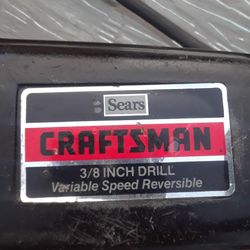 Sears
CRAFTSMAN
3/8 INCH DRILL
Variable Speed Reversible